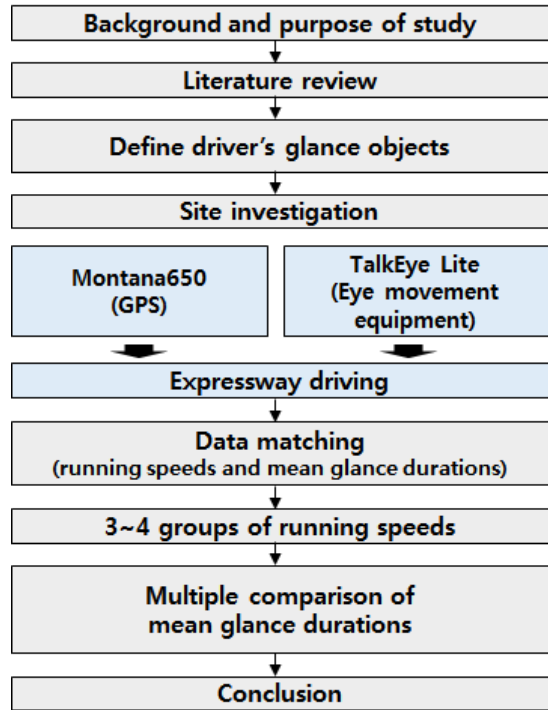 Background and purpose of study
Literature review
Define driver's glance objects
Site investigation
Montana650
(GPS)
TalkEye Lite
(Eye movement
equipment)
Expressway driving
Data matching
(running speeds and mean glance durations)
3~4 groups of running speeds
Multiple comparison of
mean glance durations
Conclusion